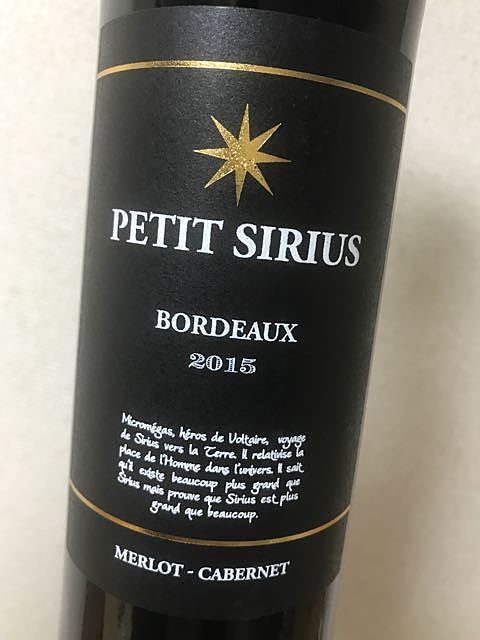 PETIT SIRIUS
BORDEAUX
2015
Micromégas, héros de Voltaire, voyage
de Sirius vers la Terre. Il relativise la
place de l'Homme dans l'univers. Il sait
qu'il existe beaucoup plus grand que
Sirius mais prouve que Sirius est plus
grand que beaucoup.
MERLOT - CABERNET